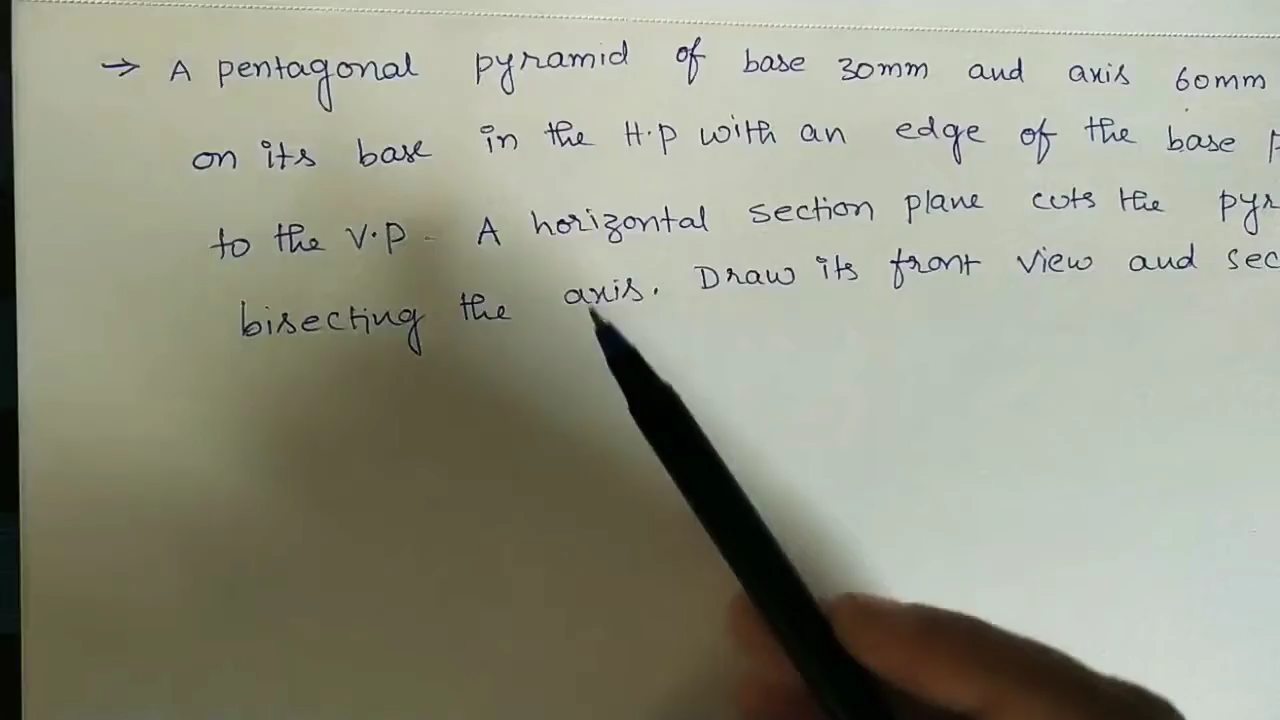 → A pentagonal pyramid of base 30mm and axis 60mm
on its base in the H.P with an edge of the base
to the V.P - A horizontal section plane cuts the
bisecting the axis. Draw its front view and